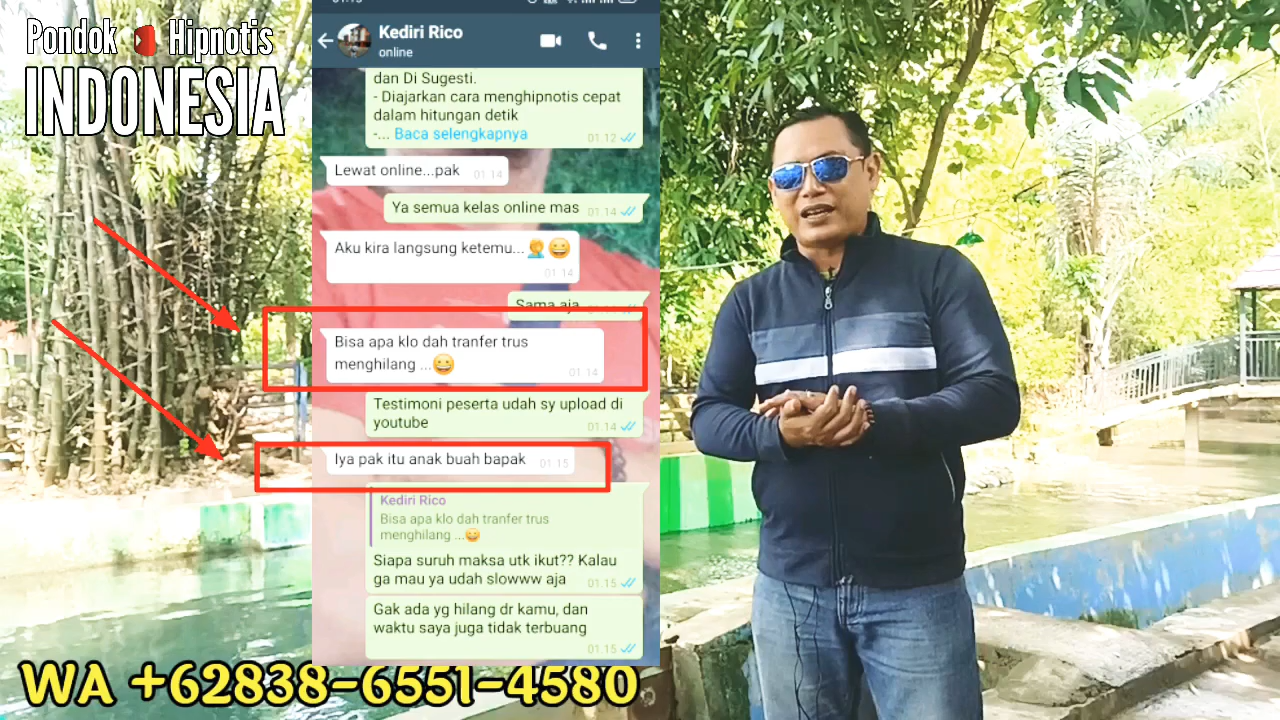 Pondok Hipnotis
INDONESIA
Kediri Rico
online
dan Di Sugesti.
- Diajarkan cara menghipnotis cepat
dalam hitungan detik
-... Baca selengkapnya
01.12
Lewat online...pak 01.14
Ya semua kelas online mas 01.14
Aku kira langsung ketemu...🤦😄
01.14
Sama aja
Bisa apa klo dah tranfer trus
menghilang ...😀
01.14
Testimoni peserta udah sy upload di
youtube
01.14
Iya pak itu anak buah bapak 01.15
Kediri Rico
Bisa apa klo dah tranfer trus
menghilang ...😀
Siapa suruh maksa utk ikut?? Kalau
ga mau ya udah slowww aja 01.15
Gak ada yg hilang dr kamu, dan
waktu saya juga tidak terbuang
01.15
WA +62838-6551-4580